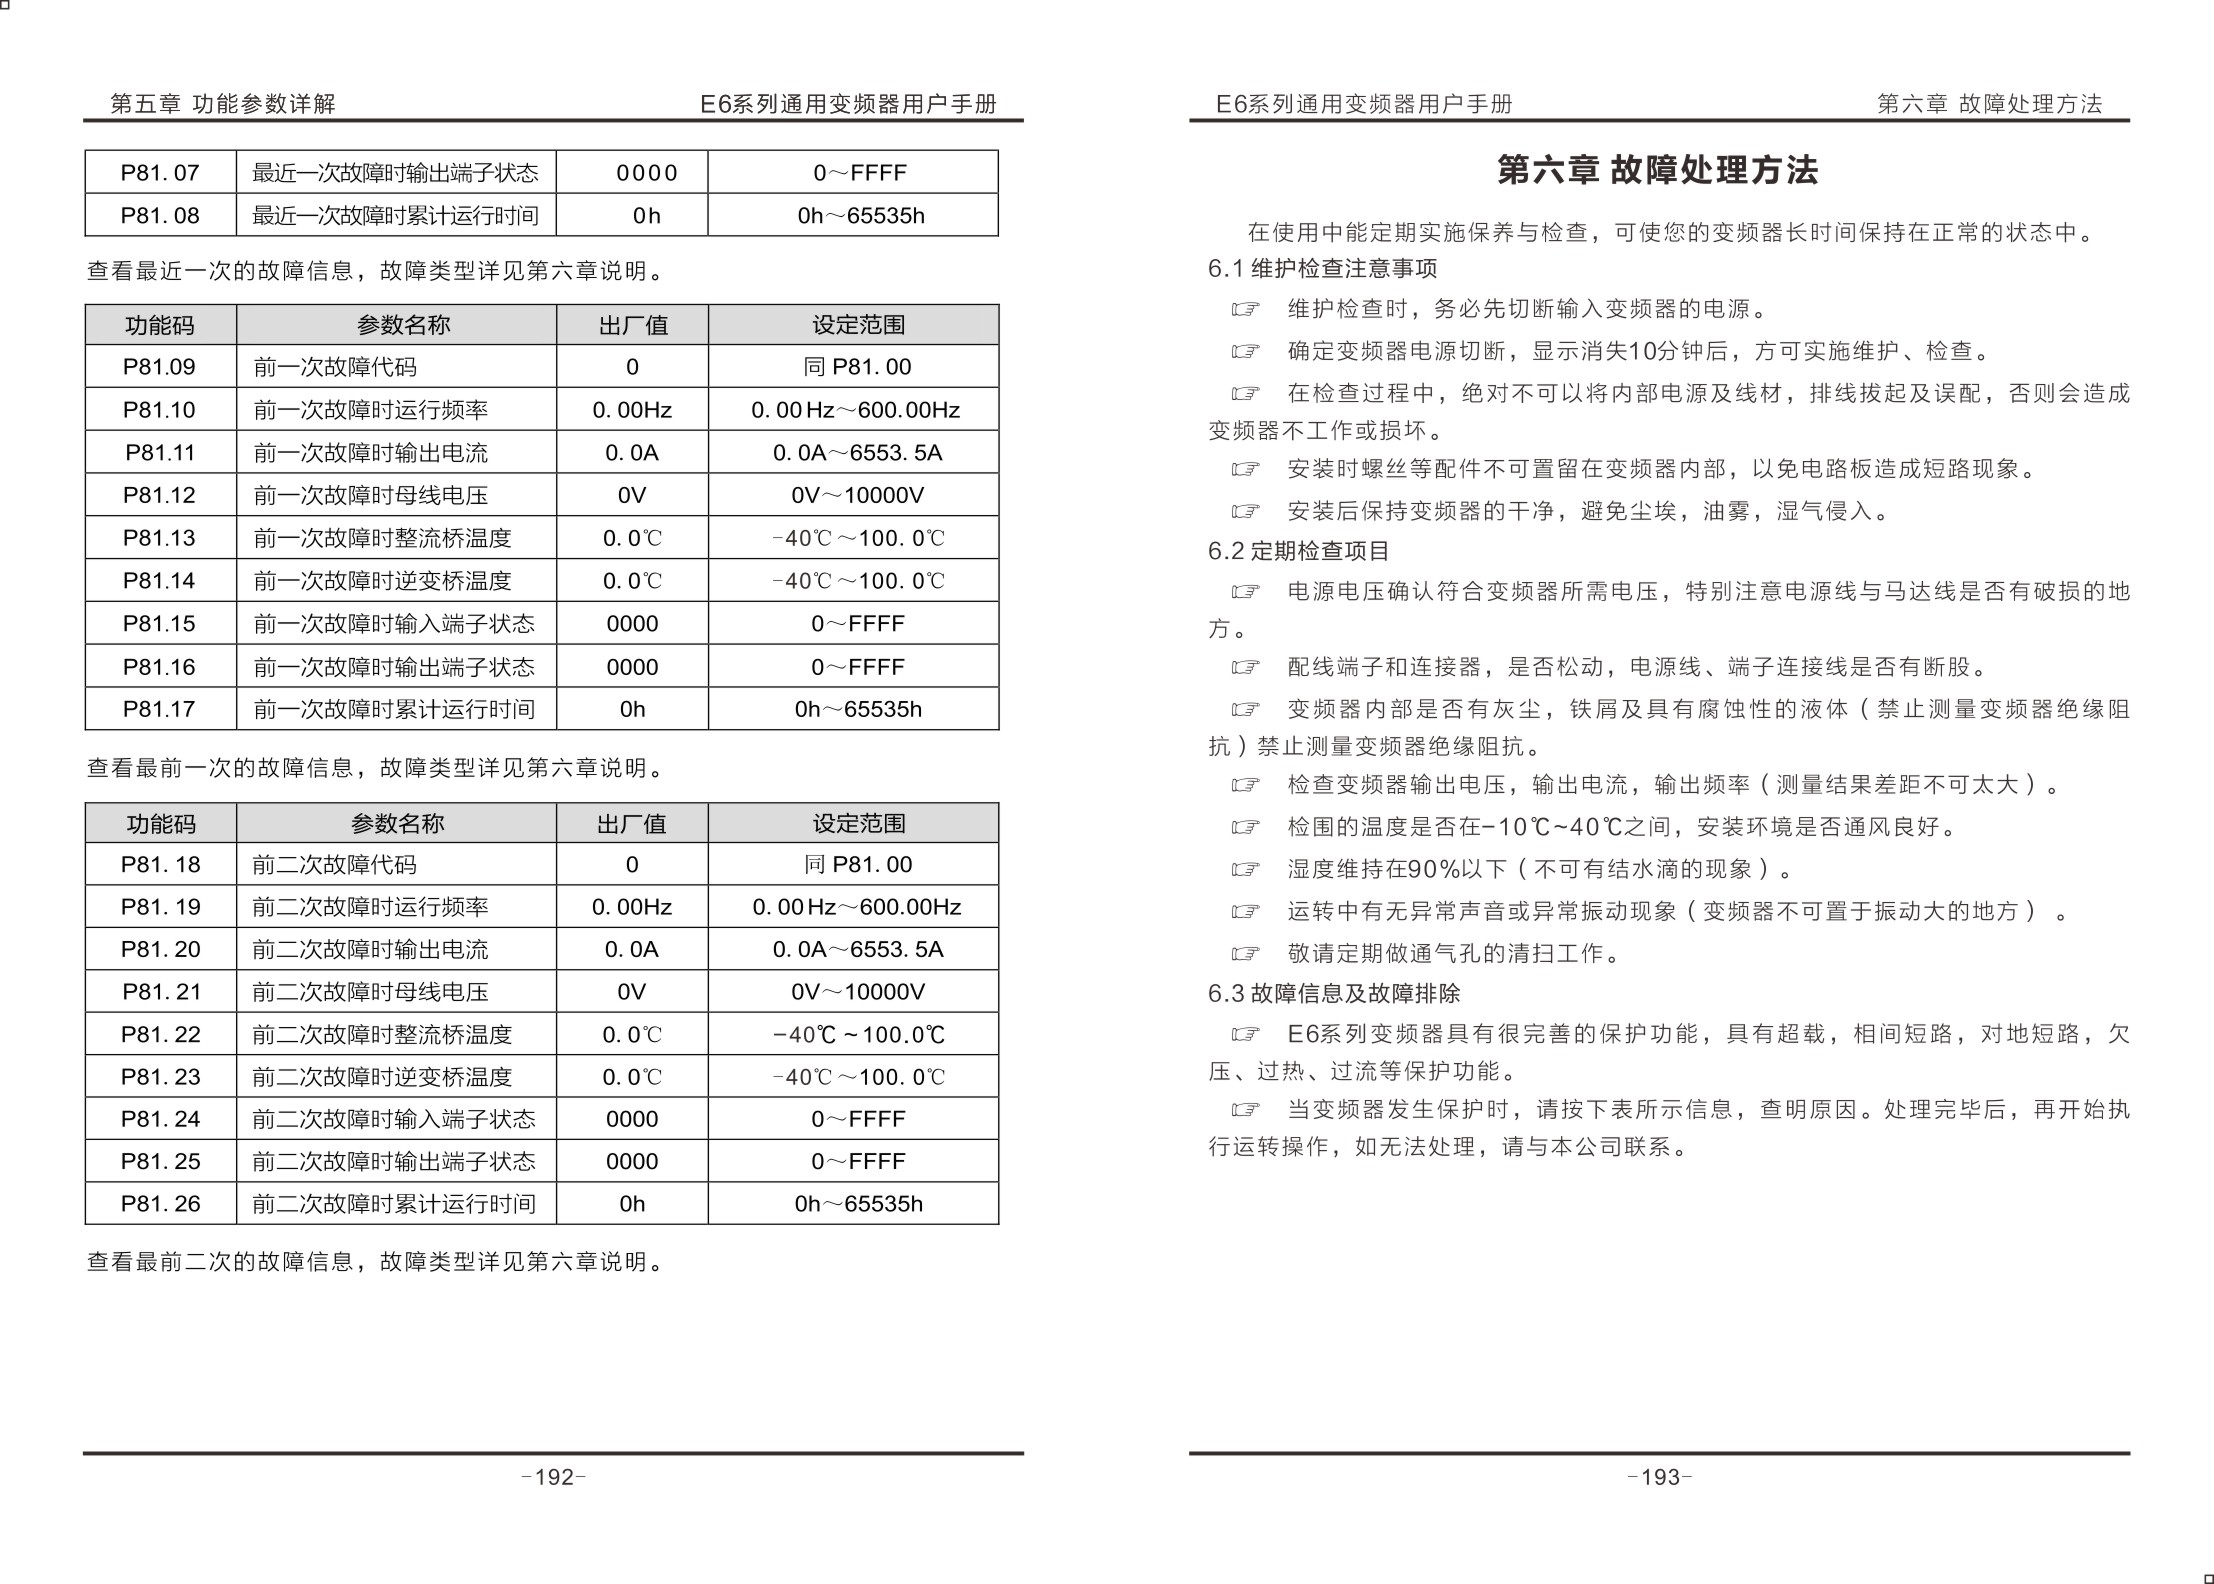 第五章 功能参数详解 E6系列通用变频器用户手册
P81.07 最近一次故障时输出端子状态 0000 0～FFFF
P81.08 最近一次故障时累计运行时间 0h 0h～65535h
查看最近一次的故障信息，故障类型详见第六章说明。
功能码 参数名称 出厂值 设定范围
P81.09 前一次故障代码 0 同 P81.00
P81.10 前一次故障时运行频率 0.00Hz 0.00Hz～600.00Hz
P81.11 前一次故障时输出电流 0.0A 0.0A～6553.5A
P81.12 前一次故障时母线电压 0V 0V～10000V
P81.13 前一次故障时整流桥温度 0.0℃ -40℃～100.0℃
P81.14 前一次故障时逆变桥温度 0.0℃ -40℃～100.0℃
P81.15 前一次故障时输入端子状态 0000 0～FFFF
P81.16 前一次故障时输出端子状态 0000 0～FFFF
P81.17 前一次故障时累计运行时间 0h 0h～65535h
查看最前一次的故障信息，故障类型详见第六章说明。
功能码 参数名称 出厂值 设定范围
P81.18 前二次故障代码 0 同 P81.00
P81.19 前二次故障时运行频率 0.00Hz 0.00Hz～600.00Hz
P81.20 前二次故障时输出电流 0.0A 0.0A～6553.5A
P81.21 前二次故障时母线电压 0V 0V～10000V
P81.22 前二次故障时整流桥温度 0.0℃ -40℃~100.0℃
P81.23 前二次故障时逆变桥温度 0.0℃ -40℃～100.0℃
P81.24 前二次故障时输入端子状态 0000 0～FFFF
P81.25 前二次故障时输出端子状态 0000 0～FFFF
P81.26 前二次故障时累计运行时间 0h 0h～65535h
查看最前二次的故障信息，故障类型详见第六章说明。
-192-
E6系列通用变频器用户手册 第六章 故障处理方法
第六章 故障处理方法
在使用中能定期实施保养与检查，可使您的变频器长时间保持在正常的状态中。
6.1 维护检查注意事项
☞ 维护检查时，务必先切断输入变频器的电源。
☞ 确定变频器电源切断，显示消失10分钟后，方可实施维护、检查。
☞ 在检查过程中，绝对不可以将内部电源及线材，排线拔起及误配，否则会造成
变频器不工作或损坏。
☞ 安装时螺丝等配件不可置留在变频器内部，以免电路板造成短路现象。
☞ 安装后保持变频器的干净，避免尘埃，油雾，湿气侵入。
6.2 定期检查项目
☞ 电源电压确认符合变频器所需电压，特别注意电源线与马达线是否有破损的地
方。
☞ 配线端子和连接器，是否松动，电源线、端子连接线是否有断股。
☞ 变频器内部是否有灰尘，铁屑及具有腐蚀性的液体（禁止测量变频器绝缘阻
抗）禁止测量变频器绝缘阻抗。
☞ 检查变频器输出电压，输出电流，输出频率（测量结果差距不可太大）。
☞ 检围的温度是否在-10℃~40℃之间，安装环境是否通风良好。
☞ 湿度维持在90%以下（不可有结水滴的现象）。
☞ 运转中有无异常声音或异常振动现象（变频器不可置于振动大的地方） 。
☞ 敬请定期做通气孔的清扫工作。
6.3 故障信息及故障排除
☞ E6系列变频器具有很完善的保护功能，具有超载，相间短路，对地短路，欠
压、过热、过流等保护功能。
☞ 当变频器发生保护时，请按下表所示信息，查明原因。处理完毕后，再开始执
行运转操作，如无法处理，请与本公司联系。
-193-